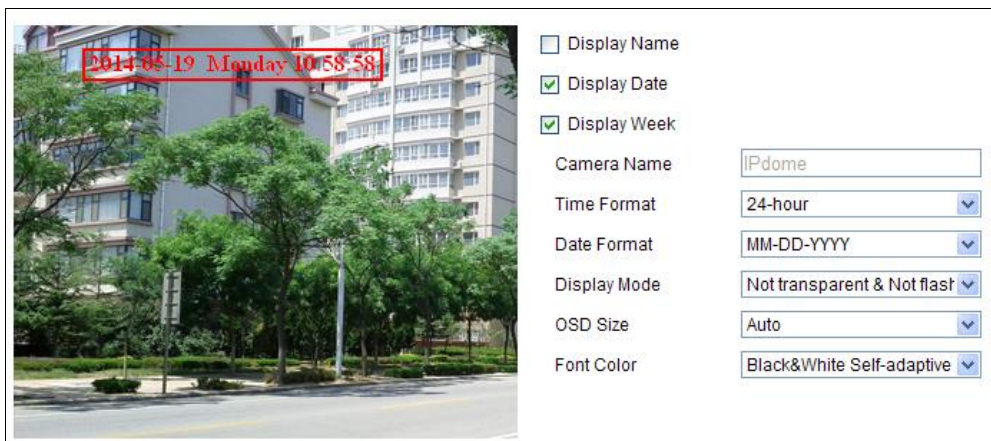 2014-05-19 Monday 10:58:58
Display Name
Display Date
Display Week
Camera Name IPdome
Time Format 24-hour
Date Format MM-DD-YYYY
Display Mode Not transparent & Not flash
OSD Size Auto
Font Color Black&White Self-adaptive